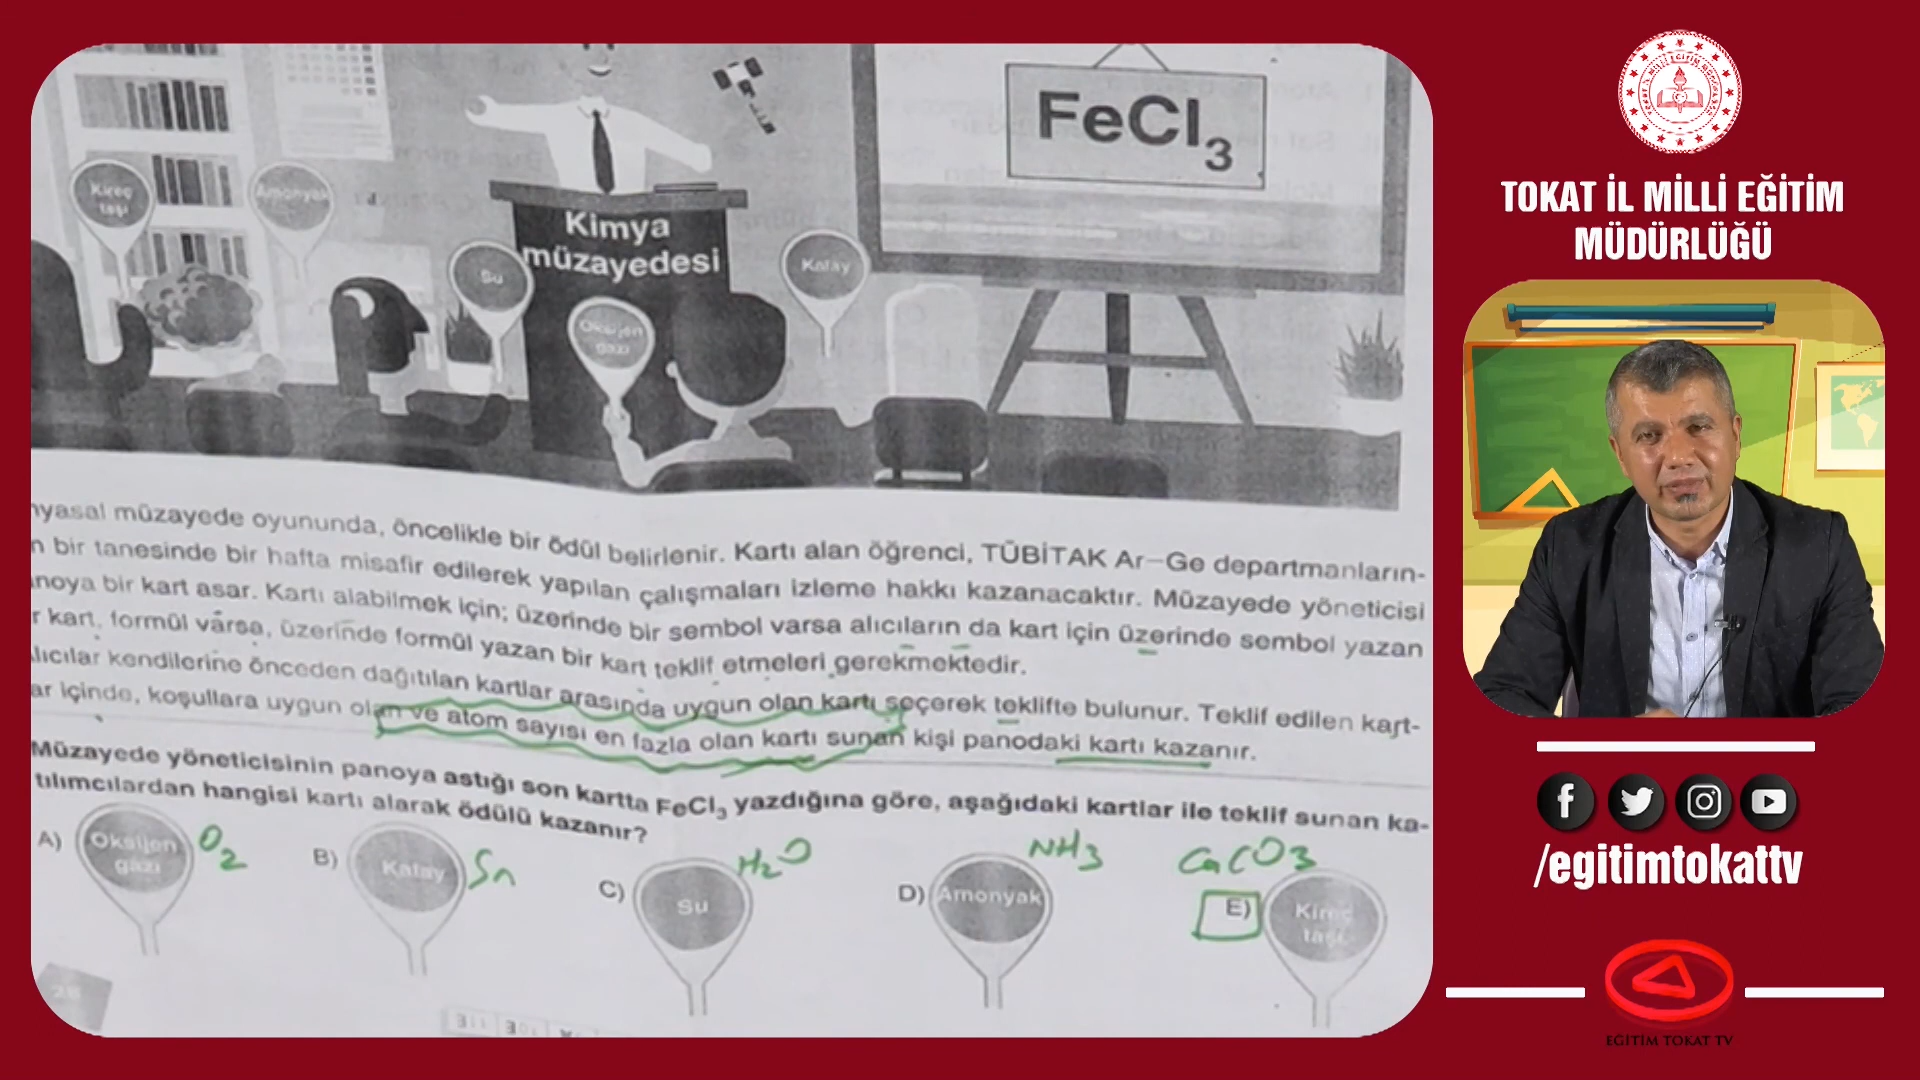 FeCl3
Kireç
taşı
Amonyak
Kimya
müzayedesi
Su
Kalay
Oksijen
gazı
nyasal müzayede oyununda, öncelikle bir ödül belirlenir. Kartı alan öğrenci, TÜBİTAK Ar-Ge departmanların-
n bir tanesinde bir hafta misafir edilerek yapılan çalışmaları izleme hakkı kazanacaktır. Müzayede yöneticisi
noya bir kart asar. Kartı alabilmek için; üzerinde bir sembol varsa alıcıların da kart için üzerinde sembol yazan
r kart, formül varsa, üzerinde formül yazan bir kart teklif etmeleri gerekmektedir.
lıcılar kendilerine önceden dağıtılan kartlar arasında uygun olan kartı seçerek teklifte bulunur. Teklif edilen kart-
ar içinde, koşullara uygun olan ve atom sayısı en fazla olan kartı sunan kişi panodaki kartı kazanır.
Müzayede yöneticisinin panoya astığı son kartta FeCl3 yazdığına göre, aşağıdaki kartlar ile teklif sunan ka-
tılımcılardan hangisi kartı alarak ödülü kazanır?
A) Oksijen gazı O2
B) Kalay Sn
C) Su H2O
D) Amonyak NH3
E) Kireç taşı CaCO3
TOKAT İL MİLLİ EĞİTİM
MÜDÜRLÜĞÜ
/egitimtokattv
EĞİTİM TOKAT TV